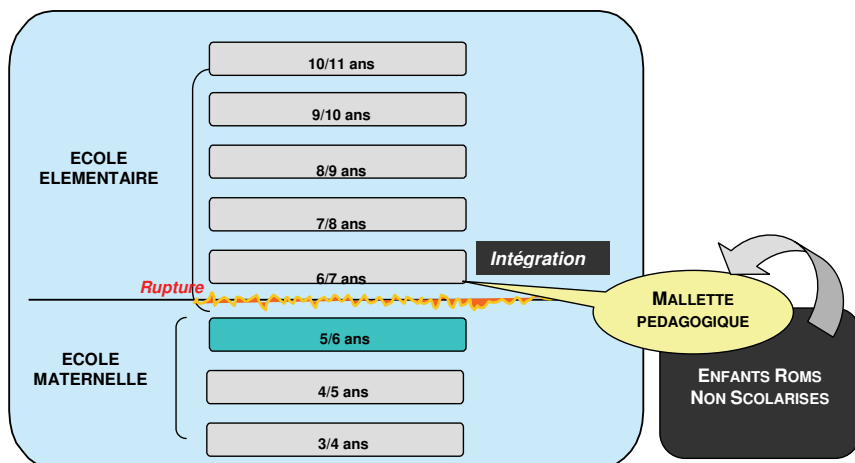 10/11 ans
9/10 ans
ECOLE
ELEMENTAIRE
8/9 ans
7/8 ans
Intégration
6/7 ans
Rupture
MALLETTE
PEDAGOGIQUE
5/6 ans
ECOLE
MATERNELLE
4/5 ans
3/4 ans
ENFANTS ROMS
NON SCOLARISES